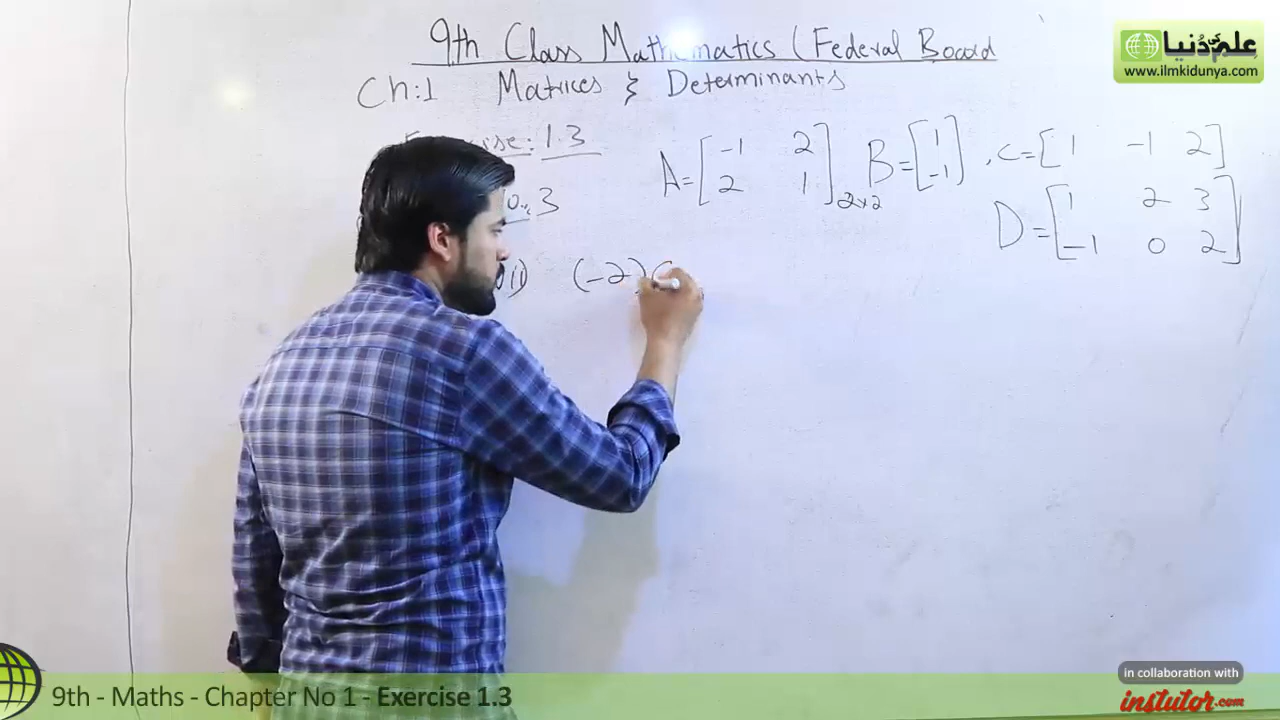 9th Class Mathematics (Federal Board
Ch:1 Matrices & Determinants
1.3
A=[-1 2
2 1]2×2
B=[1
-1]
,C=[1 -1 2]
D=[1 2 3
-1 0 2]
3
(-2)(
علم کی دُنیا
www.ilmkidunya.com
9th - Maths - Chapter No 1 - Exercise 1.3
in collaboration with
instutor.com